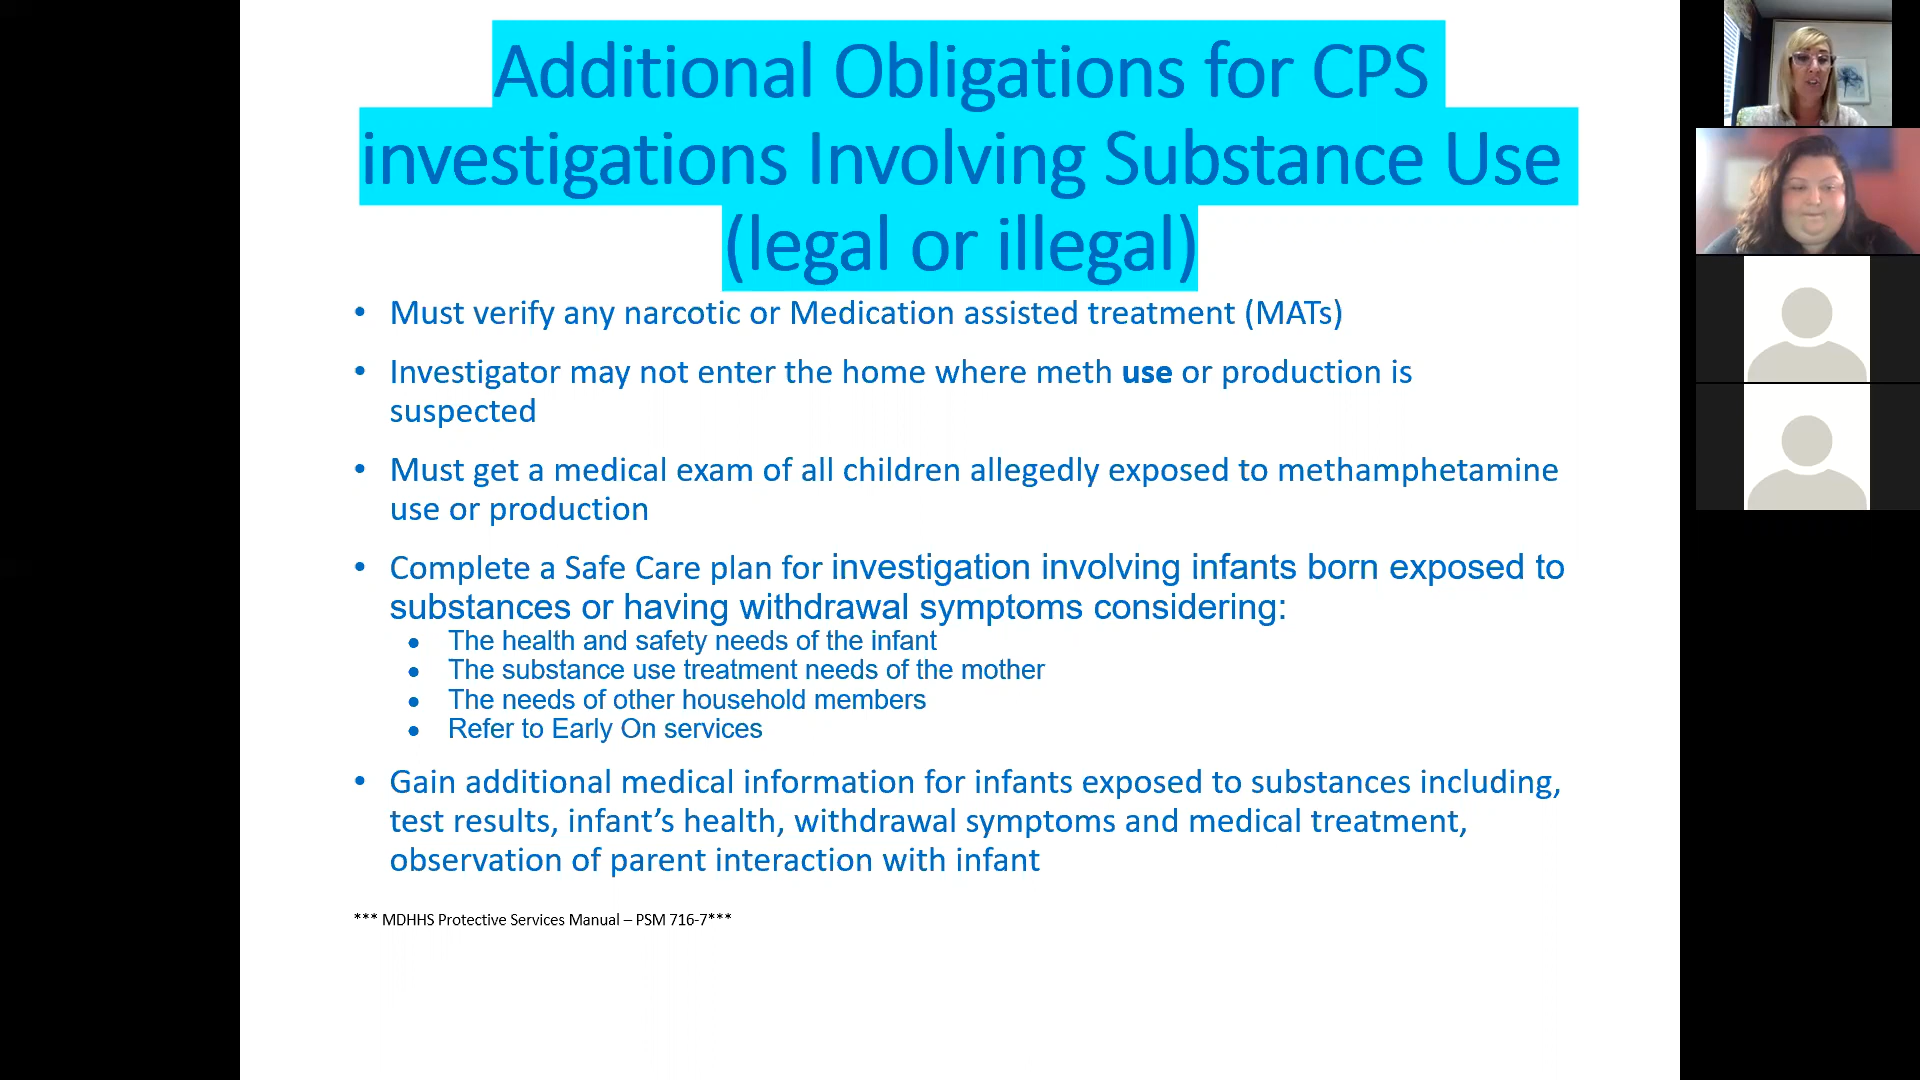 Additional Obligations for CPS
investigations Involving Substance Use
(legal or illegal)
• Must verify any narcotic or Medication assisted treatment (MATs)
• Investigator may not enter the home where meth use or production is
suspected
• Must get a medical exam of all children allegedly exposed to methamphetamine
use or production
• Complete a Safe Care plan for investigation involving infants born exposed to
substances or having withdrawal symptoms considering:
• The health and safety needs of the infant
• The substance use treatment needs of the mother
• The needs of other household members
• Refer to Early On services
• Gain additional medical information for infants exposed to substances including,
test results, infant’s health, withdrawal symptoms and medical treatment,
observation of parent interaction with infant
*** MDHHS Protective Services Manual – PSM 716-7***